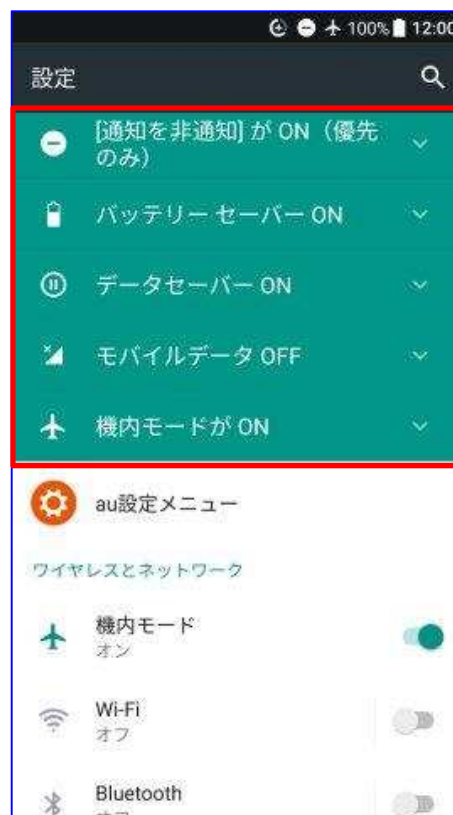 100% 12:00
設定
[通知を非通知] が ON（優先
のみ）
バッテリー セーバー ON
データセーバー ON
モバイルデータ OFF
機内モードが ON
au設定メニュー
ワイヤレスとネットワーク
機内モード
オン
Wi-Fi
オフ
Bluetooth